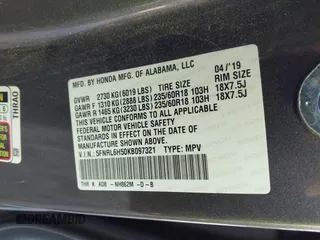 MFD. BY HONDA MFG. OF ALABAMA, LLC 04/'19
GVWR 2730 KG(6019 LBS) TIRE SIZE RIM SIZE
GAWR F 1310 KG(2888 LBS)235/60R18 103H 18X7.5J
GAWR R 1465 KG(3230 LBS)235/60R18 103H 18X7.5J
THIS VEHICLE CONFORMS TO ALL APPLICABLE
FEDERAL MOTOR VEHICLE SAFETY STANDARDS IN
EFFECT ON THE DATE OF MANUFACTURE SHOWN ABOVE.
V.I.N: 5FNRL6H50KB097321 TYPE: MPV
THR K A08 -NH862M -D-B
THRAO